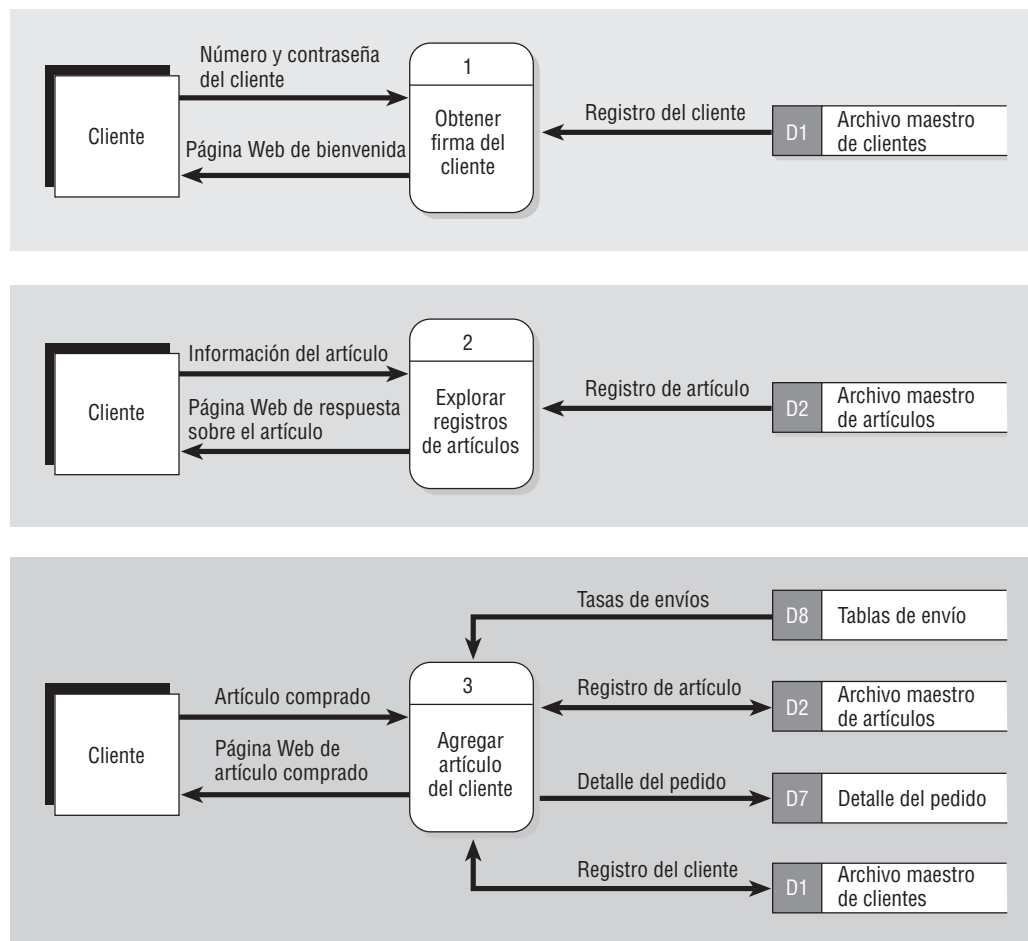 Número y contraseña
del cliente
1
Cliente
Obtener
firma del
cliente
Página Web de bienvenida
Registro del cliente
D1
Archivo maestro
de clientes
Información del artículo
2
Cliente
Página Web de respuesta
sobre el artículo
Explorar
registros
de artículos
Registro de artículo
D2
Archivo maestro
de artículos
Tasas de envíos
D8
Tablas de envío
Artículo comprado
3
Cliente
Página Web de
artículo comprado
Agregar
artículo
del cliente
Registro de artículo
D2
Archivo maestro
de artículos
Detalle del pedido
D7
Detalle del pedido
Registro del cliente
D1
Archivo maestro
de clientes